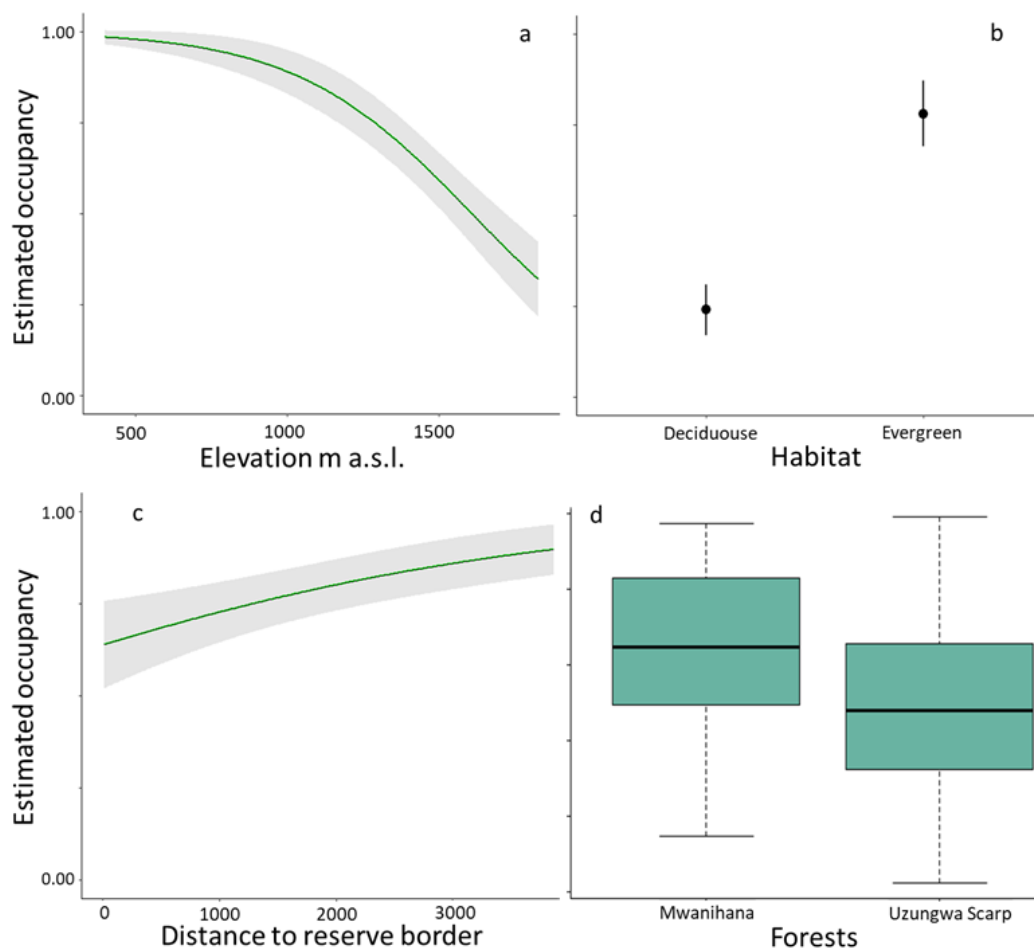 a
1.00
Estimated occupancy
0.00
500 1000 1500
Elevation m a.s.l.
b
Deciduouse Evergreen
Habitat
c
1.00
Estimated occupancy
0.00
0 1000 2000 3000
Distance to reserve border
d
Mwanihana Uzungwa Scarp
Forests